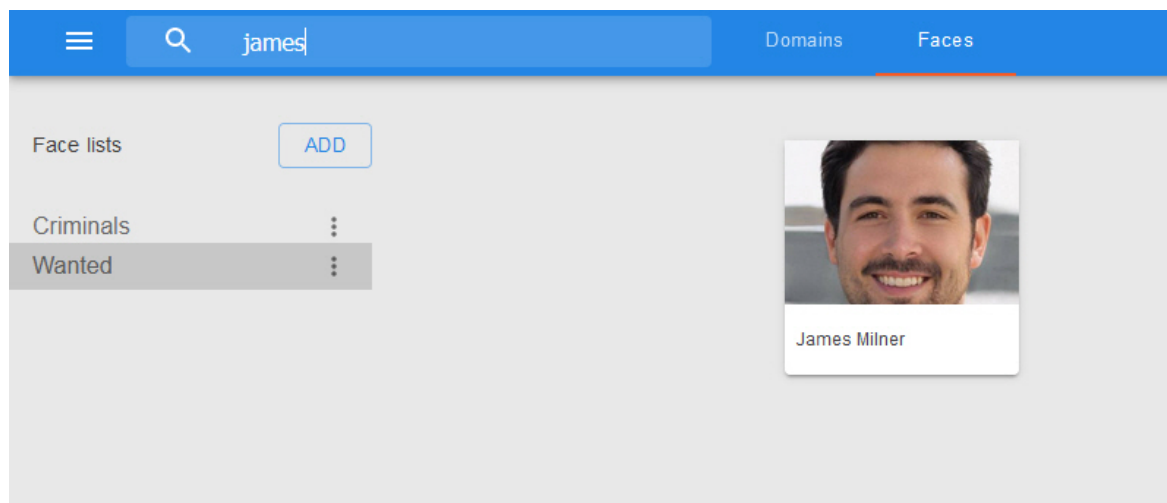 james
Domains
Faces
Face lists
ADD
Criminals
Wanted
James Milner